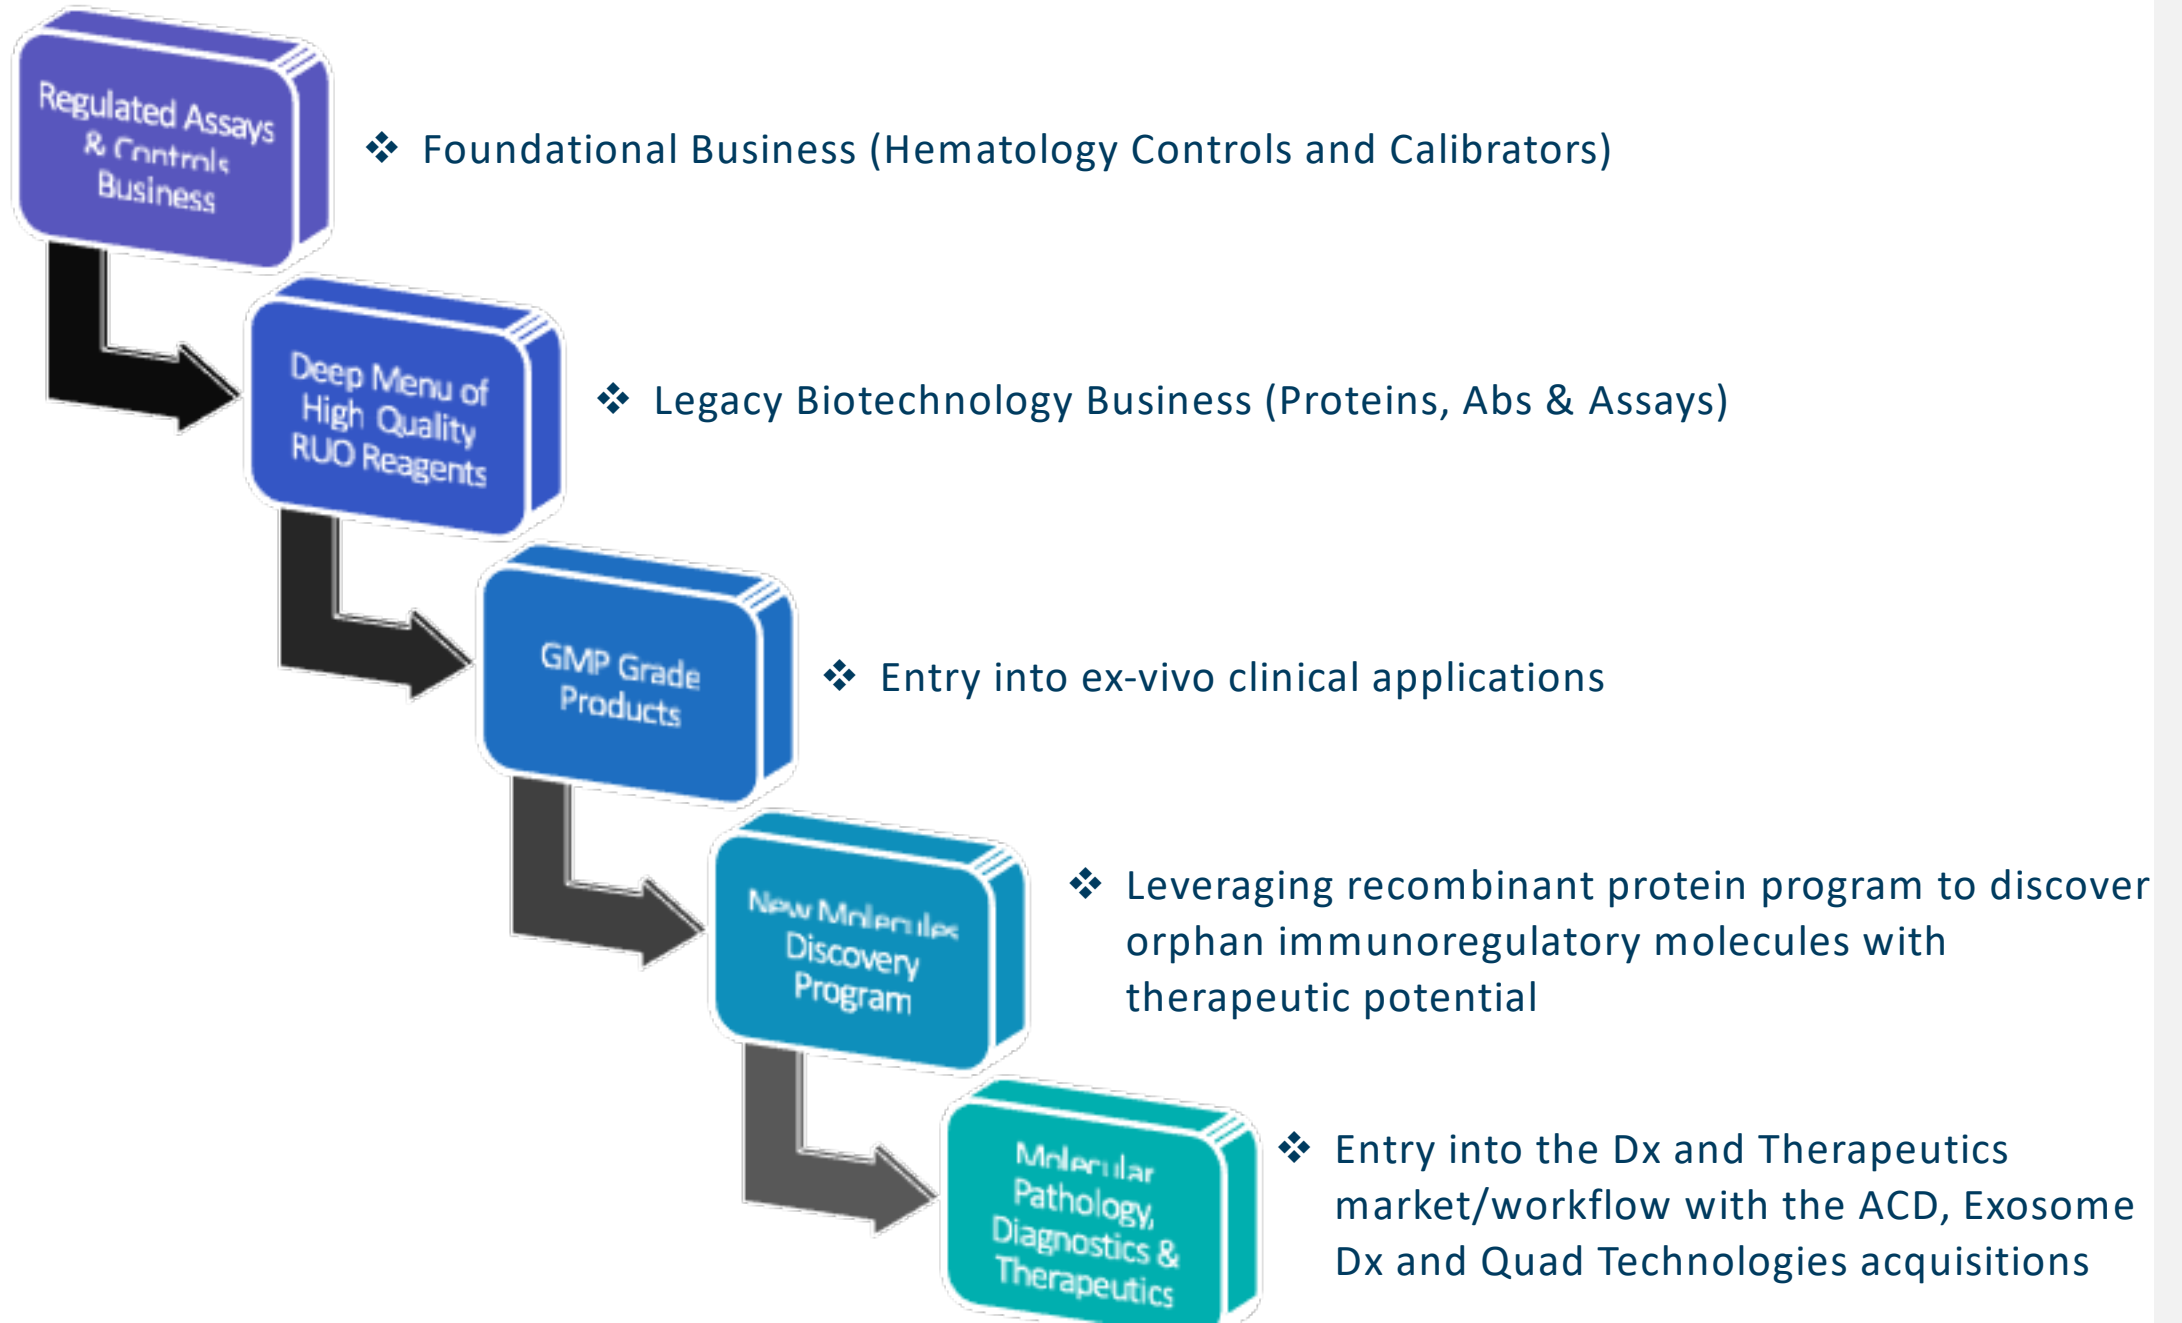 Regulated Assays
& Controls
Business
❖ Foundational Business (Hematology Controls and Calibrators)
Deep Menu of
High Quality
RUO Reagents
❖ Legacy Biotechnology Business (Proteins, Abs & Assays)
GMP Grade
Products
❖ Entry into ex-vivo clinical applications
New Molecules
Discovery
Program
❖ Leveraging recombinant protein program to discover
orphan immunoregulatory molecules with
therapeutic potential
Molecular
Pathology,
Diagnostics &
Therapeutics
❖ Entry into the Dx and Therapeutics
market/workflow with the ACD, Exosome
Dx and Quad Technologies acquisitions